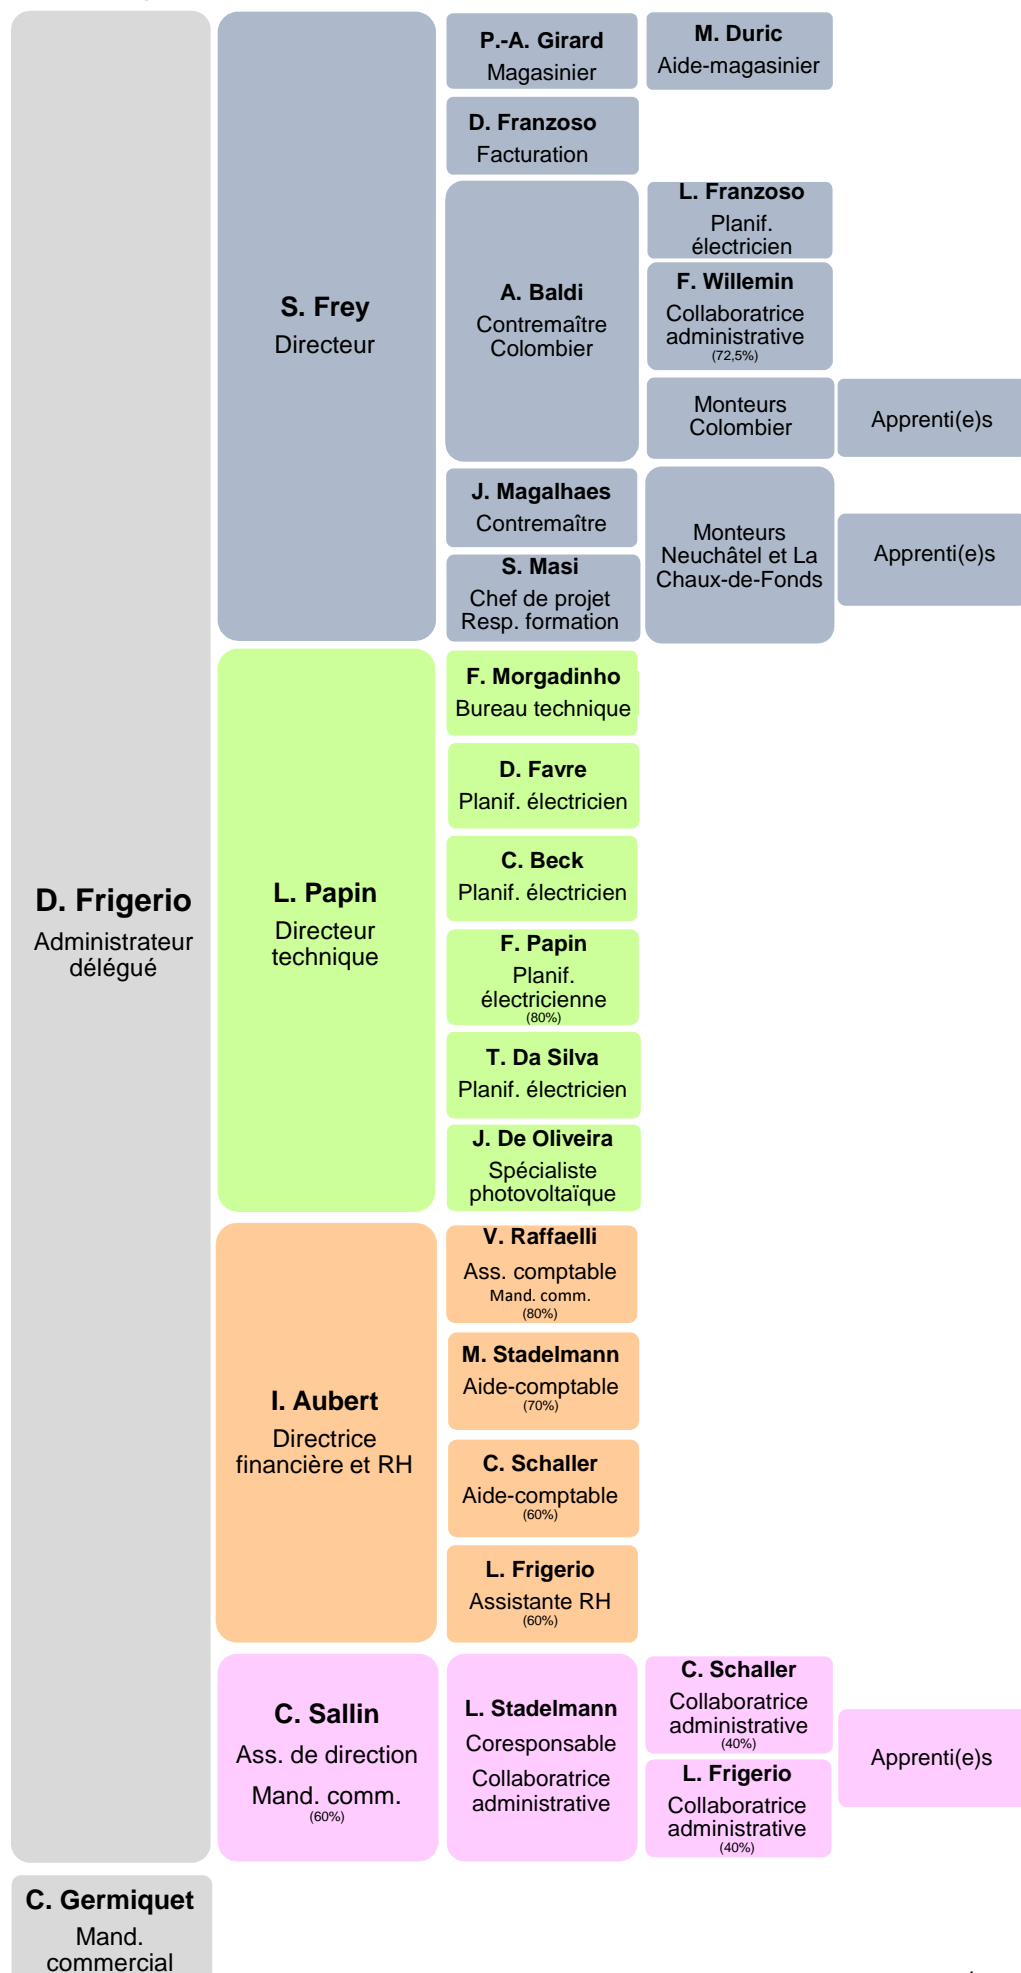 D. Frigerio
Administrateur
délégué
S. Frey
Directeur
P.-A. Girard
Magasinier
M. Duric
Aide-magasinier
D. Franzoso
Facturation
A. Baldi
Contremaître
Colombier
L. Franzoso
Planif.
électricien
F. Willemin
Collaboratrice
administrative
(72,5%)
Monteurs
Colombier
Apprenti(e)s
J. Magalhaes
Contremaître
S. Masi
Chef de projet
Resp. formation
Monteurs
Neuchâtel et La
Chaux-de-Fonds
Apprenti(e)s
L. Papin
Directeur
technique
F. Morgadinho
Bureau technique
D. Favre
Planif. électricien
C. Beck
Planif. électricien
F. Papin
Planif.
électricienne
(80%)
T. Da Silva
Planif. électricien
J. De Oliveira
Spécialiste
photovoltaïque
I. Aubert
Directrice
financière et RH
V. Raffaelli
Ass. comptable
Mand. comm.
(80%)
M. Stadelmann
Aide-comptable
(70%)
C. Schaller
Aide-comptable
(60%)
L. Frigerio
Assistante RH
(60%)
C. Sallin
Ass. de direction
Mand. comm.
(60%)
L. Stadelmann
Coresponsable
Collaboratrice
administrative
C. Schaller
Collaboratrice
administrative
(40%)
L. Frigerio
Collaboratrice
administrative
(40%)
Apprenti(e)s
C. Germiquet
Mand.
commercial